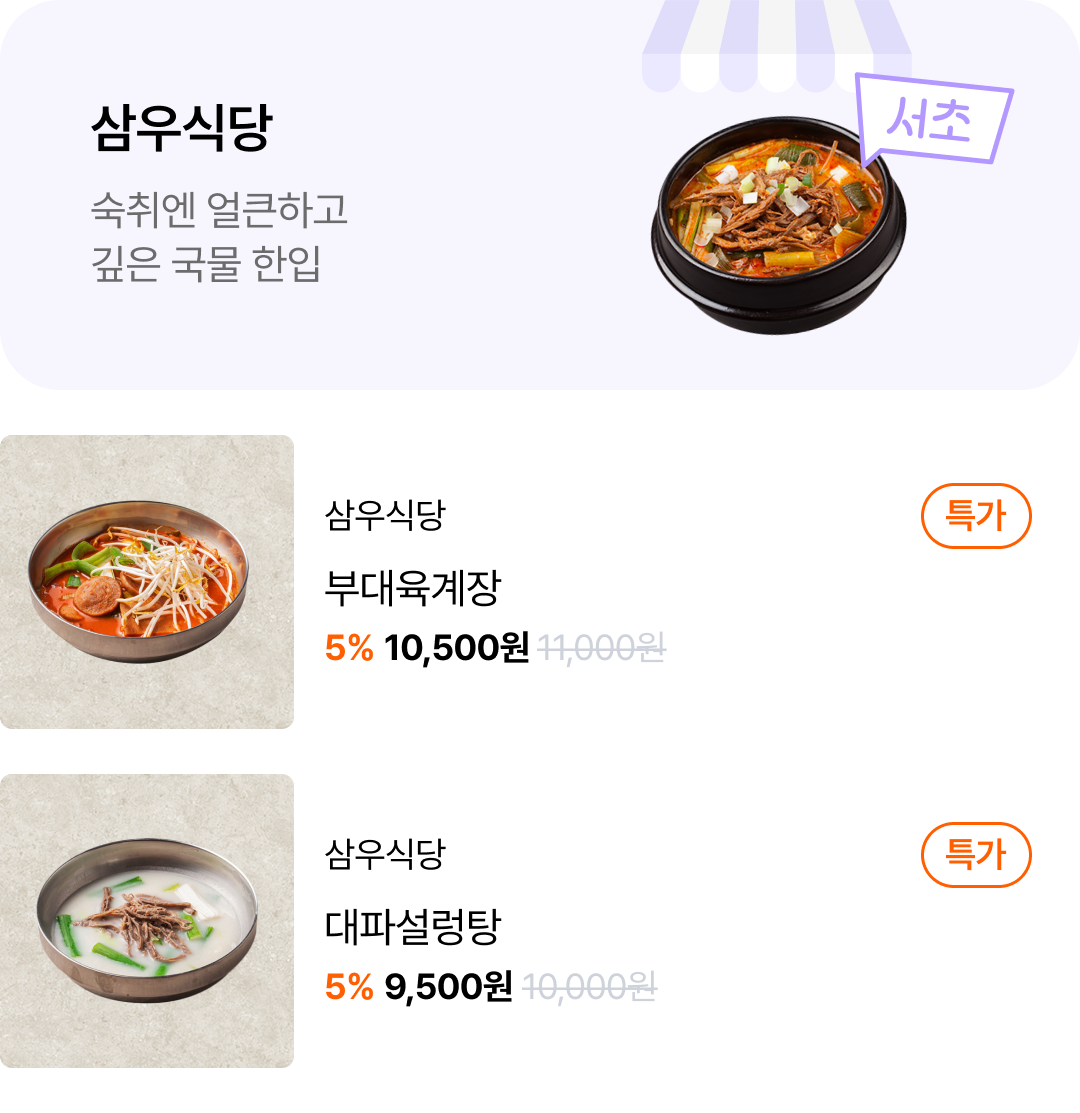 삼우식당
숙취엔 얼큰하고
깊은 국물 한입
서초
삼우식당
특가
부대육계장
5% 10,500원 11,000원
삼우식당
특가
대파설렁탕
5% 9,500원 10,000원